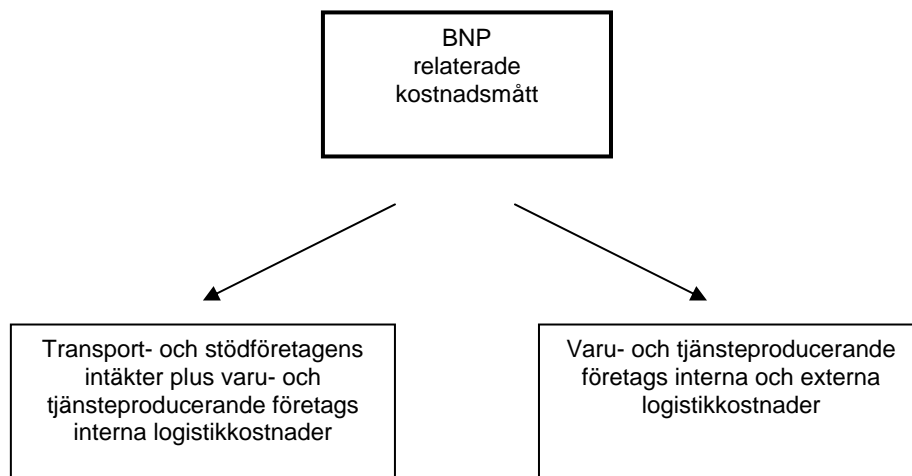 BNP
relaterade
kostnadsmått
Transport- och stödföretagens
intäkter plus varu- och
tjänsteproducerande företags
interna logistikkostnader
Varu- och tjänsteproducerande
företags interna och externa
logistikkostnader